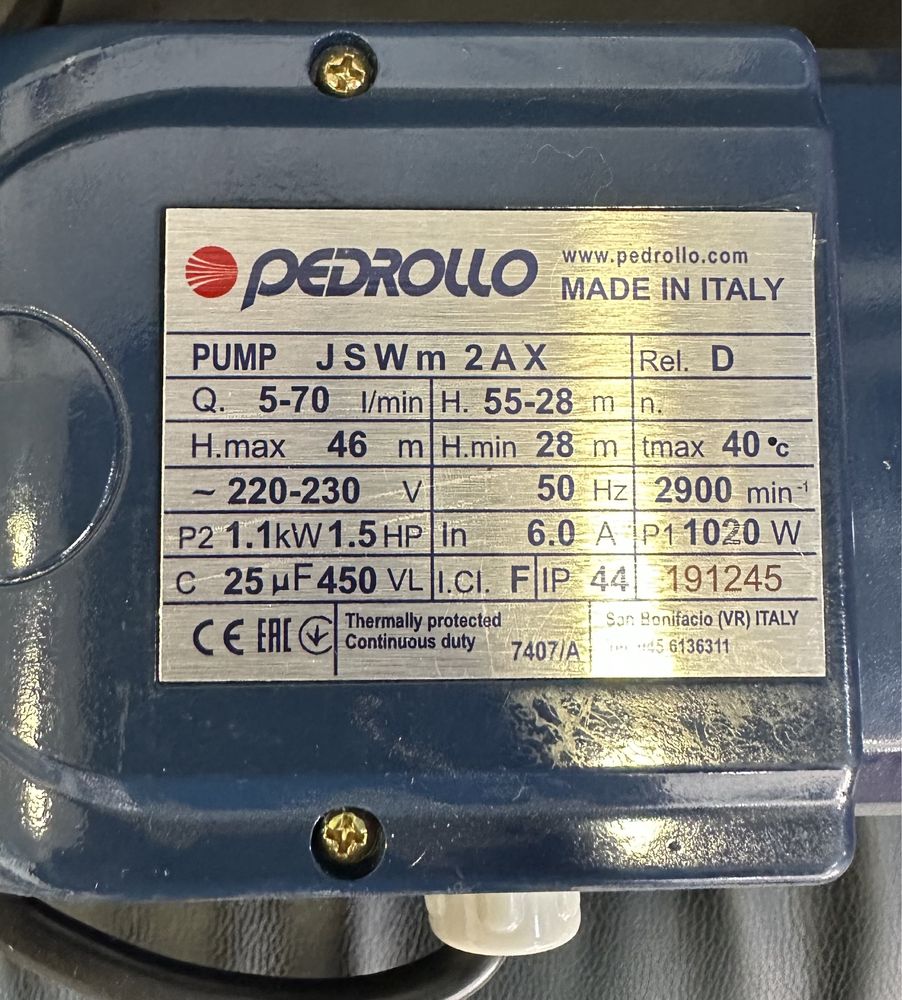 PEDROLLO
www.pedrollo.com
MADE IN ITALY
PUMP JSWm 2AX Rel. D
Q. 5-70 l/min H. 55-28 m n.
H.max 46 m H.min 28 m tmax 40°c
~ 220-230 V 50 Hz 2900 min⁻¹
P2 1.1kW 1.5HP In 6.0 A P1 1020 W
C 25 µF 450 VL I.Cl. F IP 44 191245
CE EAC Thermally protected San Bonifacio (VR) ITALY
Continuous duty 7407/A 6136311